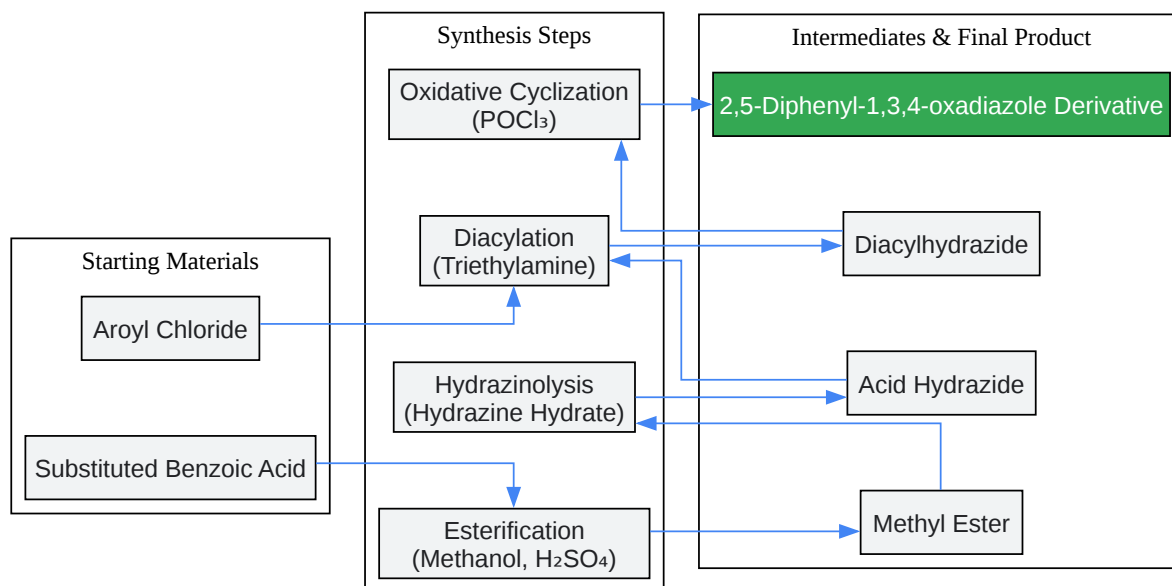 Starting Materials
Aroyl Chloride
Substituted Benzoic Acid
Synthesis Steps
Oxidative Cyclization
(POCl₃)
Diacylation
(Triethylamine)
Hydrazinolysis
(Hydrazine Hydrate)
Esterification
(Methanol, H₂SO₄)
Intermediates & Final Product
2,5-Diphenyl-1,3,4-oxadiazole Derivative
Diacylhydrazide
Acid Hydrazide
Methyl Ester